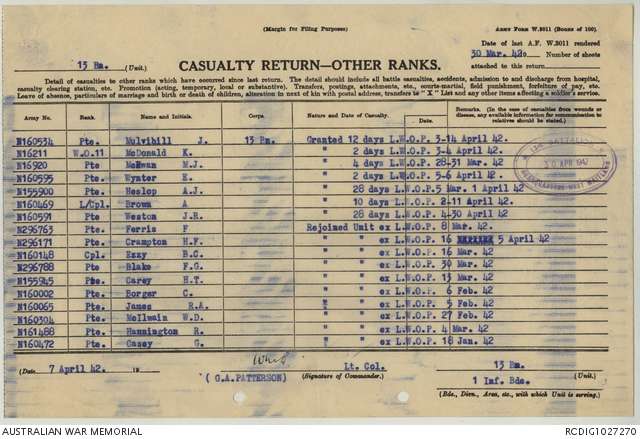 (Margin for Filing Purposes)
ARMY FORM W.3011 (Books of 100).
Date of last A.F. W.3011 rendered
30 Mar. 42. Number of sheets
attached to this return
13 Bn. (Unit.)
CASUALTY RETURN—OTHER RANKS.
Detail of casualties to other ranks which have occurred since last return. The detail should include all battle casualties, accidents, admission to and discharge from hospital,
casualty clearing station, etc. Promotion (acting, temporary, local or substantive). Transfers, postings, attachments, etc., courts-martial, field punishment, forfeiture of pay, etc.
Leave of absence, particulars of marriage and birth or death of children, alteration in next of kin with postal address, transfers to "X" List and any other items affecting a soldier's service.
Army No. Rank. Name and Initials. Corps. Nature and Date of Casualty. Remarks. (In the case of casualties from wounds or disease, any available information for communication to relatives should be stated.)
Nature. Date.
N160534 Pte. Mulvihill J. 13 Bn. Granted 12 days L.W.O.P. 3-14 April 42.
N16211 W.O.11 McDonald K. " 2 days L.W.O.P. 3-4 April 42.
N16920 Pte. McEwan M.J. " 4 days L.W.O.P. 28-31 Mar. 42
N160595 Pte. Wynter E. " 2 days L.W.O.P. 5-6 April 42.
N155900 Pte. Heslop A.J. " 28 days L.W.O.P. 5 Mar. 1 April 42
N160469 L/Cpl. Brown A " 10 days L.W.O.P. 2-11 April 42.
N160591 Pte. Weston J.R. " 28 days L.W.O.P. 4-30 April 42
N296763 Pte. Ferris F Rejoined Unit ex L.W.O.P. 8 Mar. 42.
N296171 Pte. Crampton H.F. " " ex L.W.O.P. 16 5 April 42
N160148 Cpl. Ezzy B.C. " " ex L.W.O.P. 16 Mar. 42
N296788 Pte. Blake F.G. " " ex L.W.O.P. 30 Mar. 42
N155945 Pte. Carey H.T. " " ex L.W.O.P. 13 Mar. 42
N160002 Pte. Borger C. " " ex L.W.O.P. 6 Feb. 42
N160065 Pte. James R.A. " " ex L.W.O.P. 5 Feb. 42
N160304 Pte. McIlwain W.D. " " ex L.W.O.P. 27 Feb. 42
N161488 Pte. Hannington R. " " ex L.W.O.P. 4 Mar. 42
N160472 Pte. Casey G. " " ex L.W.O.P. 18 Jan. 42
10 APR 1942
HEADQUARTERS WEST MAITLAND
(Date 7 April 42. 19
(G.A.PATTERSON)
Lt. Col.
(Signature of Commander.)
13 Bn.
1 Inf. Bde. (Unit)
(Bde., Divn., Area, etc., with which Unit is serving.)
AUSTRALIAN WAR MEMORIAL
RCDIG1027270